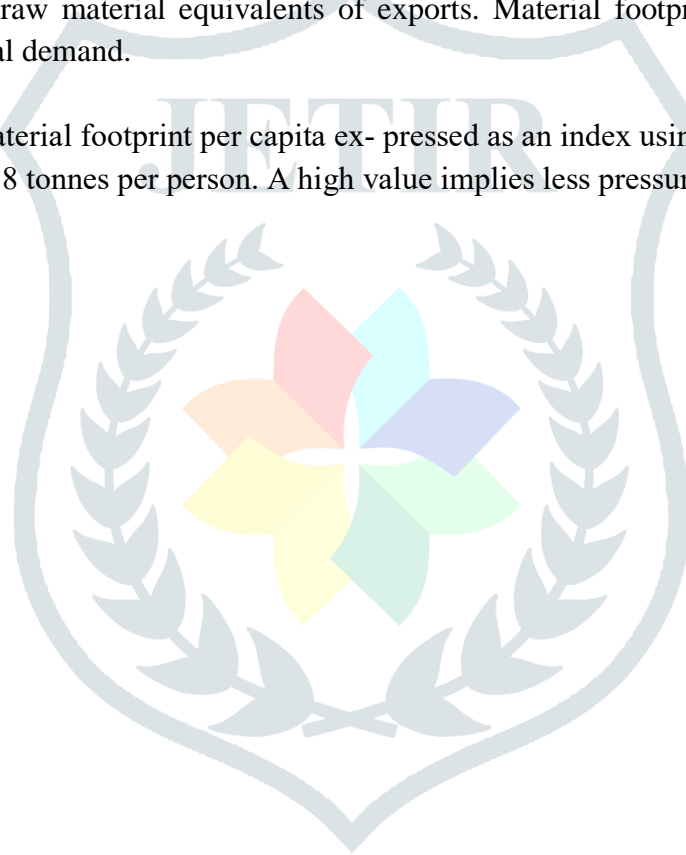 raw material equivalents of exports. Material footpr
al demand.
JETIR
aterial footprint per capita ex- pressed as an index usin
8 tonnes per person. A high value implies less pressur